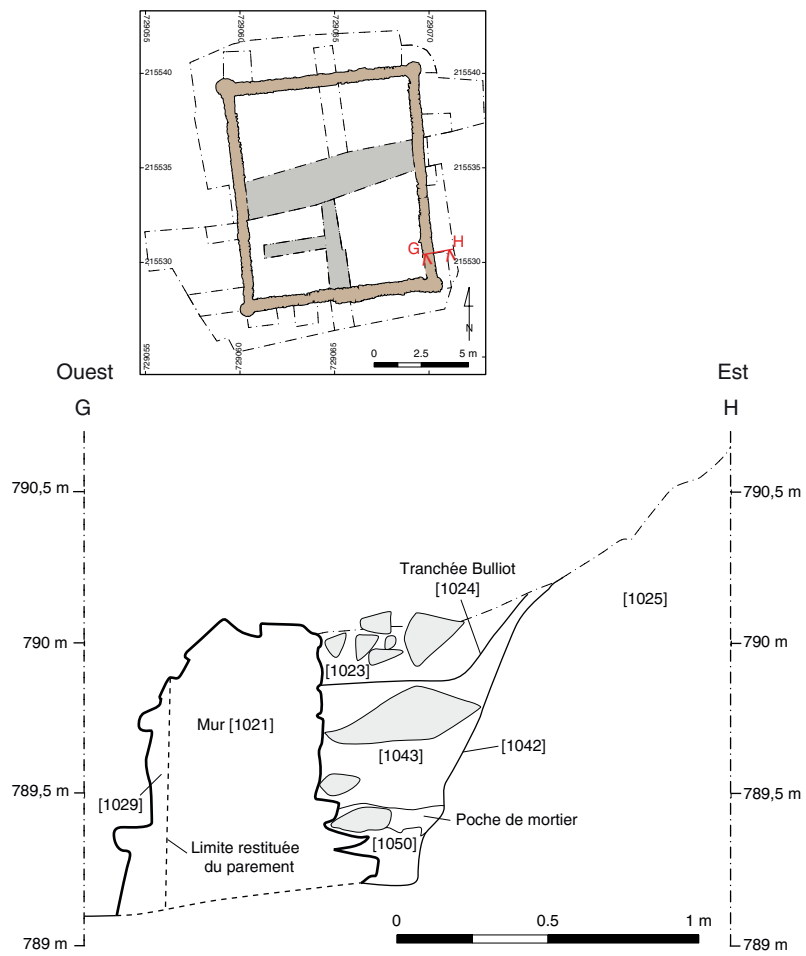 729055
729060
729065
729070
215540
215540
215535
215535
G
H
215530
215530
N
729055
729060
729065
0
2.5
5 m
Ouest
Est
G
H
790,5 m
790,5 m
Tranchée Bulliot
[1024]
[1025]
790 m
790 m
[1023]
Mur [1021]
[1043]
[1042]
789,5 m
[1029]
789,5 m
Poche de mortier
Limite restituée
du parement
[1050]
0
0.5
1 m
789 m
789 m